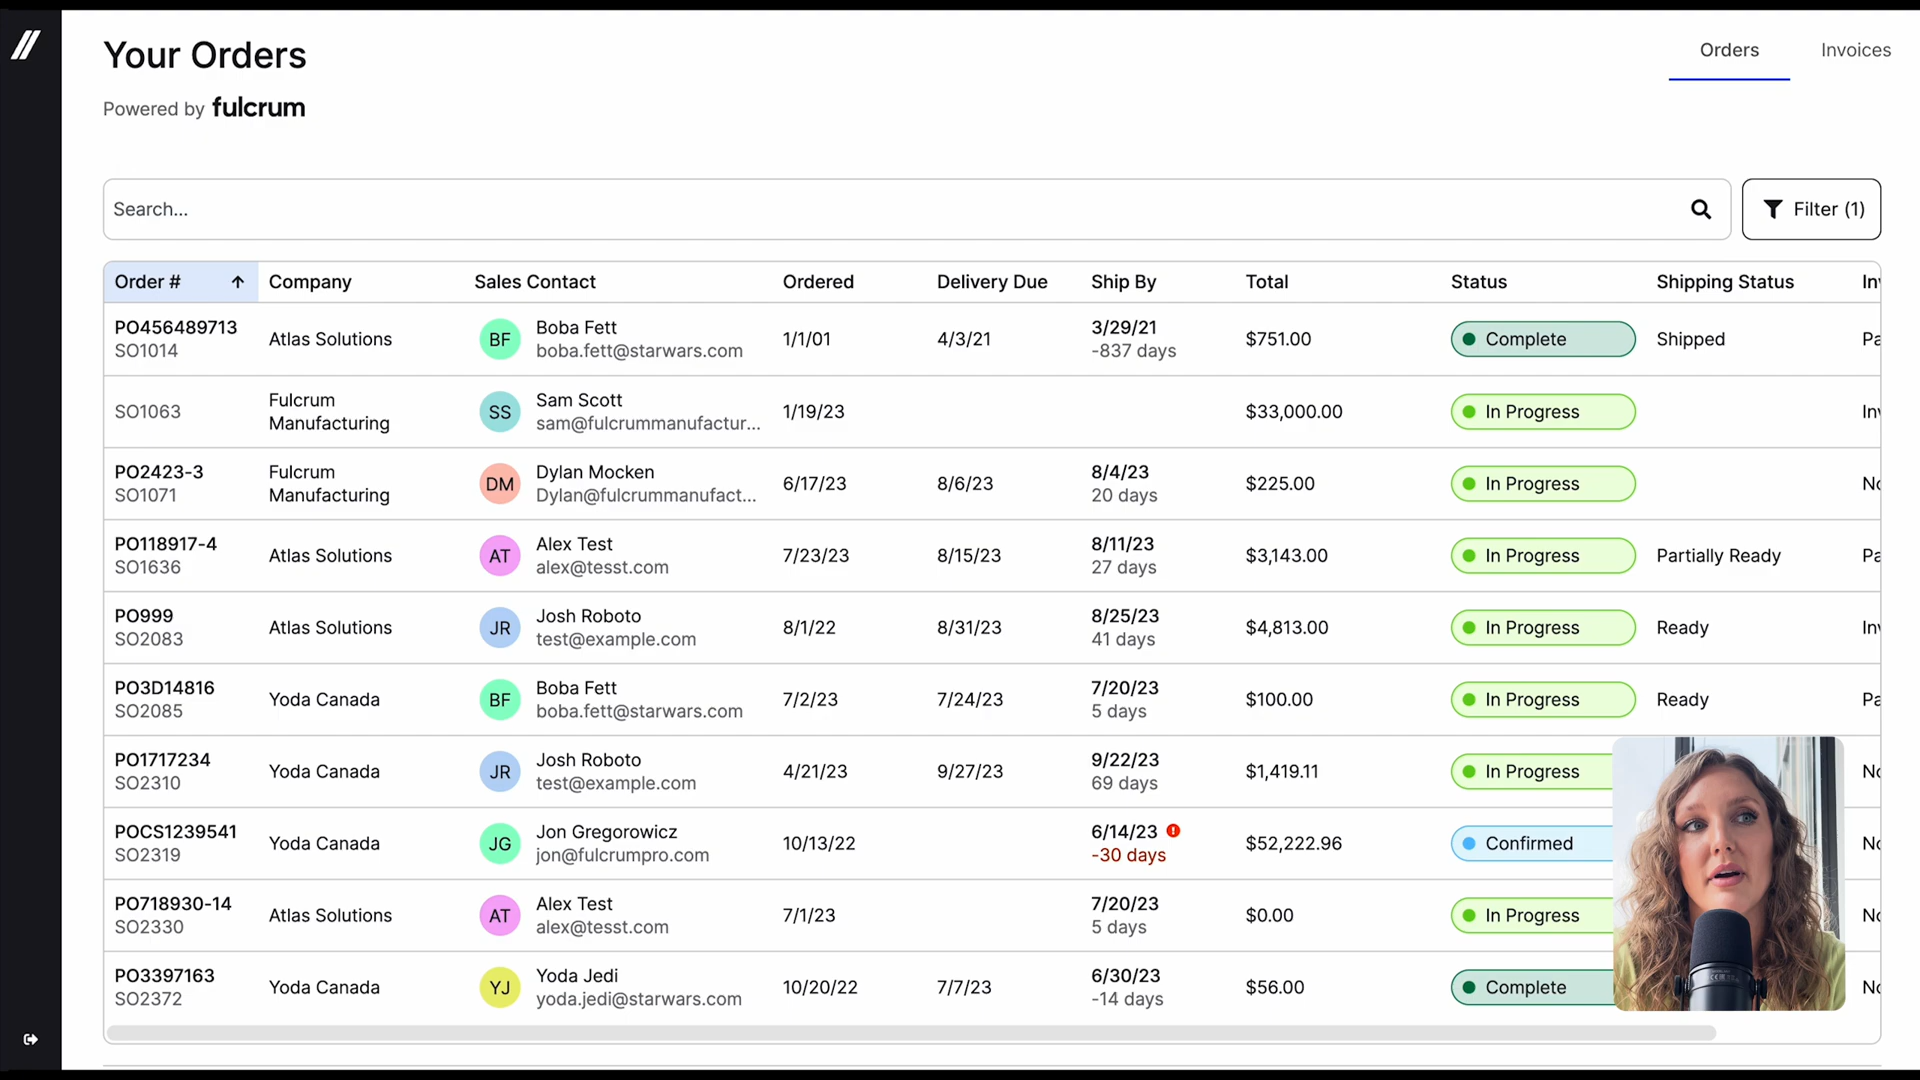 Your Orders
Powered by fulcrum
Orders
Invoices
Search...
Filter (1)
Order # Company Sales Contact Ordered Delivery Due Ship By Total Status Shipping Status
PO456489713
SO1014
Atlas Solutions
BF
Boba Fett
boba.fett@starwars.com
1/1/01
4/3/21
3/29/21
-837 days
$751.00
Complete
Shipped
SO1063
Fulcrum
Manufacturing
SS
Sam Scott
sam@fulcrummanufactur...
1/19/23
$33,000.00
In Progress
PO2423-3
SO1071
Fulcrum
Manufacturing
DM
Dylan Mocken
Dylan@fulcrummanufact...
6/17/23
8/6/23
8/4/23
20 days
$225.00
In Progress
PO118917-4
SO1636
Atlas Solutions
AT
Alex Test
alex@tesst.com
7/23/23
8/15/23
8/11/23
27 days
$3,143.00
In Progress
Partially Ready
PO999
SO2083
Atlas Solutions
JR
Josh Roboto
test@example.com
8/1/22
8/31/23
8/25/23
41 days
$4,813.00
In Progress
Ready
PO3D14816
SO2085
Yoda Canada
BF
Boba Fett
boba.fett@starwars.com
7/2/23
7/24/23
7/20/23
5 days
$100.00
In Progress
Ready
PO1717234
SO2310
Yoda Canada
JR
Josh Roboto
test@example.com
4/21/23
9/27/23
9/22/23
69 days
$1,419.11
In Progress
POCS1239541
SO2319
Yoda Canada
JG
Jon Gregorowicz
jon@fulcrumpro.com
10/13/22
6/14/23
-30 days
$52,222.96
Confirmed
PO718930-14
SO2330
Atlas Solutions
AT
Alex Test
alex@tesst.com
7/1/23
7/20/23
5 days
$0.00
In Progress
PO3397163
SO2372
Yoda Canada
YJ
Yoda Jedi
yoda.jedi@starwars.com
10/20/22
7/7/23
6/30/23
-14 days
$56.00
Complete